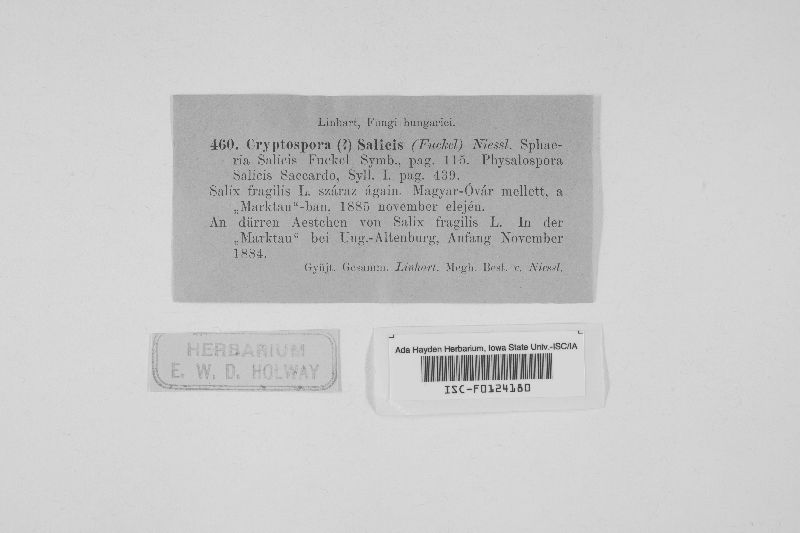 Linhart, Fungi hungarici.
460. Cryptospora (?) Salicis (Fuckel) Niessl. Sphae-
ria Salicis Fuckel Symb., pag. 115. Physalospora
Salicis Saccardo, Syll. I. pag. 439.
Salix fragilis L. száraz ágain. Magyar-Óvár mellett, a
„Marktau“-ban. 1885 november elején.
An dürren Aestchen von Salix fragilis L. In der
„Marktau“ bei Ung.-Altenburg, Anfang November
1884.
Gyüjt. Gesamm. Linhart. Megh. Best. v. Niessl.
HERBARIUM
E. W. D. HOLWAY
Ada Hayden Herbarium, Iowa State Univ.-ISC/IA
ISC-F0124180